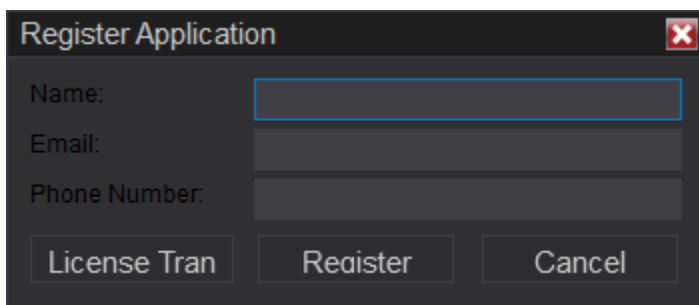 Register Application
Name:
Email:
Phone Number:
License Tran Register Cancel